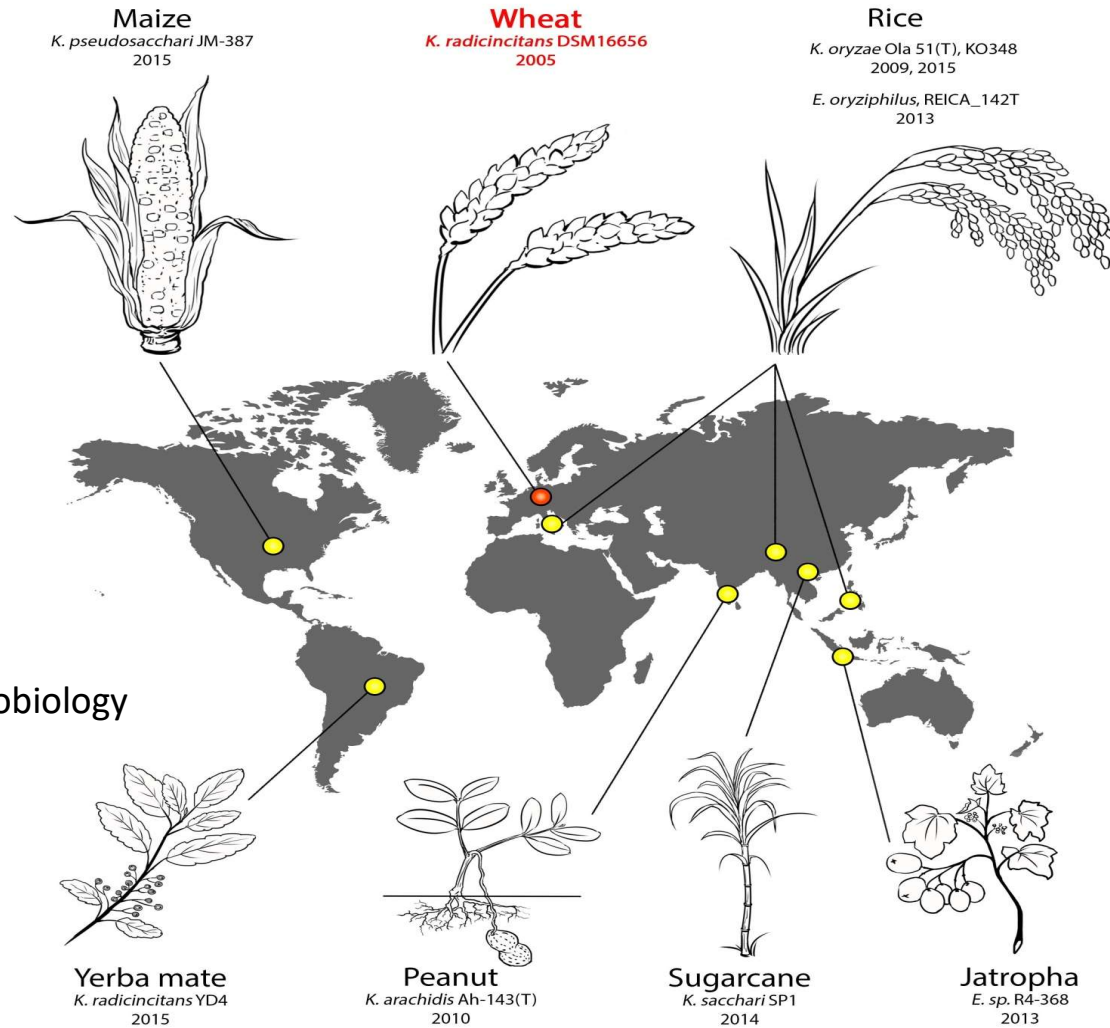 Maize
K. pseudosacchari JM-387
2015
Wheat
K. radicincitans DSM16656
2005
Rice
K. oryzae Ola 51(T), KO348
2009, 2015
E. oryziphilus, REICA_142T
2013
obiology
Yerba mate
K. radicincitans YD4
2015
Peanut
K. arachidis Ah-143(T)
2010
Sugarcane
K. sacchari SP1
2014
Jatropha
E. sp. R4-368
2013